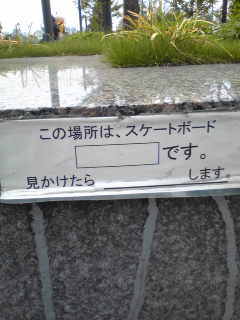 この場所は、スケートボード
です。
見かけたら　　　　　します。